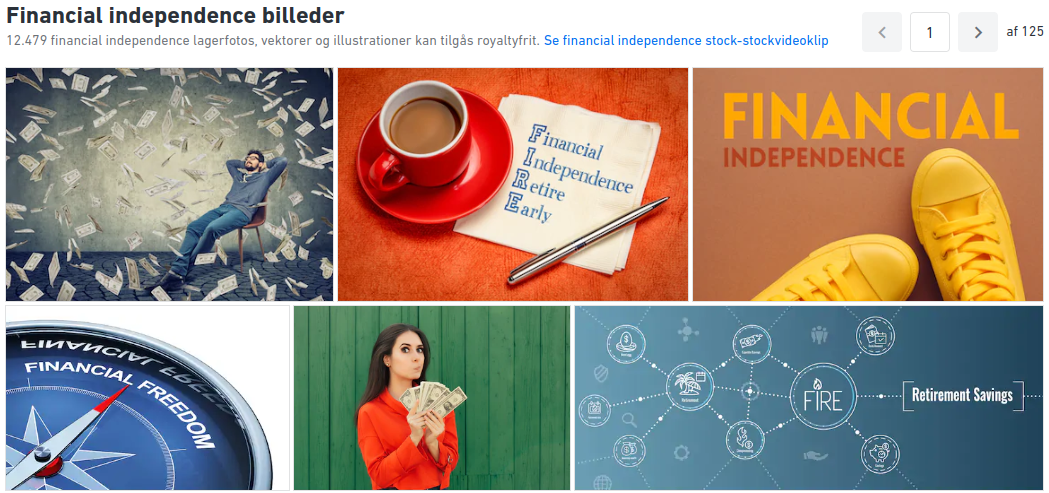 Financial independence billeder
12.479 financial independence lagerfotos, vektorer og illustrationer kan tilgås royaltyfrit. Se financial independence stock-stockvideoklip
1
af 125
Financial
Independence
Retire
Early
FINANCIAL
INDEPENDENCE
FINANCIAL FREEDOM
FIRE
Retirement Savings